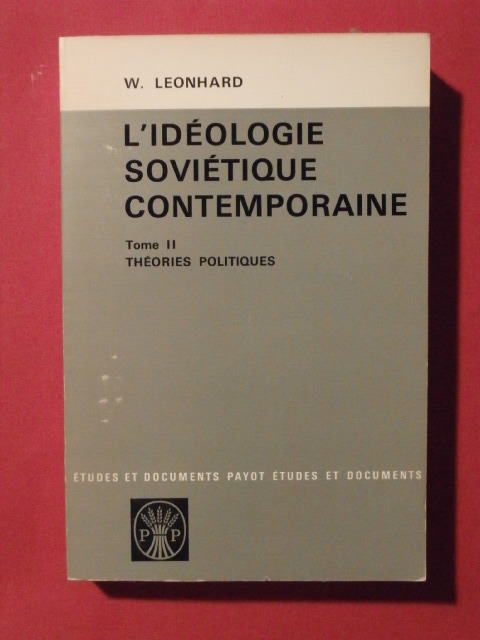 W. LEONHARD
L'IDÉOLOGIE
SOVIÉTIQUE
CONTEMPORAINE
Tome II
THÉORIES POLITIQUES
ÉTUDES ET DOCUMENTS PAYOT ÉTUDES ET DOCUMENTS
P P